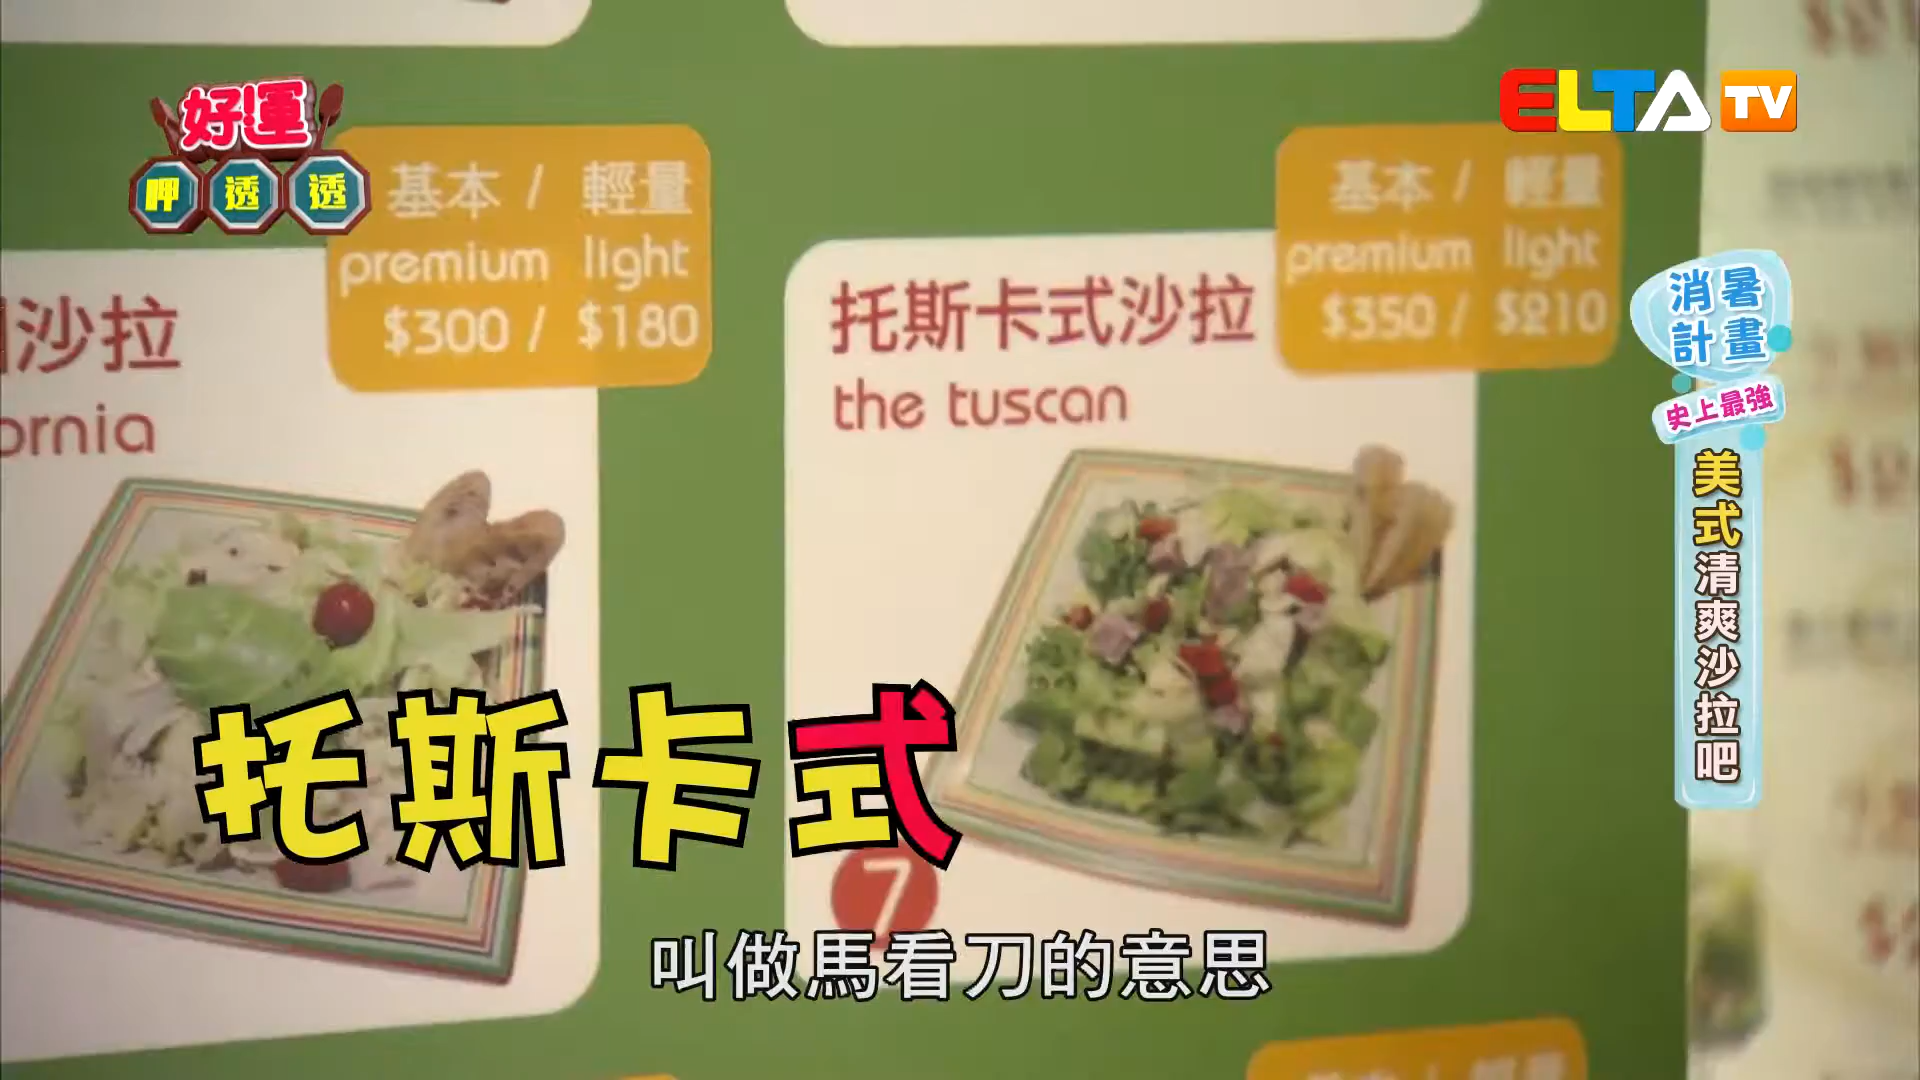 好運
呷透透
ELTA TV
基本 / 輕量
premium light
$300 / $180
沙拉
ornia
基本 / 輕量
premium light
$350 / $210
托斯卡式沙拉
the tuscan
7
消暑
計畫
史上最強
美式清爽沙拉吧
托斯卡式
叫做馬看刀的意思